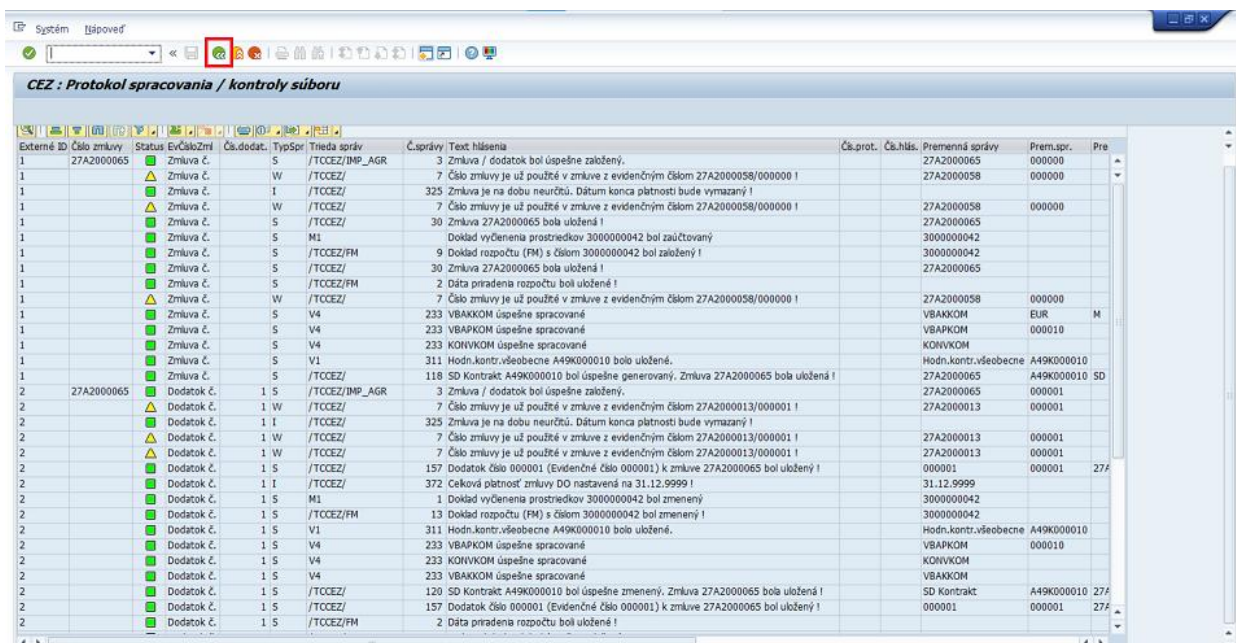 Systém Nápoveď
CEZ : Protokol spracovania / kontroly súboru
Externé ID Číslo zmluvy Status EvČísloZml Čís.dodat. TypSpr Trieda správ Č.správy Text hlásenia Čís.prot. Čís.hlás. Premenná správy Prem.spr. Pre
1 27A2000065 Zmluva č. S /TCCEZ/IMP_AGR 3 Zmluva / dodatok bol úspešne založený. 27A2000065 000000
1 Zmluva č. W /TCCEZ/ 7 Číslo zmluvy je už použité v zmluve z evidenčným číslom 27A2000058/000000 ! 27A2000058 000000
1 Zmluva č. I /TCCEZ/ 325 Zmluva je na dobu neurčitú. Dátum konca platnosti bude vymazaný !
1 Zmluva č. W /TCCEZ/ 7 Číslo zmluvy je už použité v zmluve z evidenčným číslom 27A2000058/000000 ! 27A2000058 000000
1 Zmluva č. S /TCCEZ/ 30 Zmluva 27A2000065 bola uložená ! 27A2000065
1 Zmluva č. S M1 Doklad vyčlenenia prostriedkov 3000000042 bol zaúčtovaný 3000000042
1 Zmluva č. S /TCCEZ/FM 9 Doklad rozpočtu (FM) s číslom 3000000042 bol založený ! 3000000042
1 Zmluva č. S /TCCEZ/ 30 Zmluva 27A2000065 bola uložená ! 27A2000065
1 Zmluva č. S /TCCEZ/FM 2 Dáta priradenia rozpočtu boli uložené !
1 Zmluva č. W /TCCEZ/ 7 Číslo zmluvy je už použité v zmluve z evidenčným číslom 27A2000058/000000 ! 27A2000058 000000
1 Zmluva č. S V4 233 VBAKKOM úspešne spracované VBAKKOM EUR M
1 Zmluva č. S V4 233 VBAPKOM úspešne spracované VBAPKOM 000010
1 Zmluva č. S V4 233 KONVKOM úspešne spracované KONVKOM
1 Zmluva č. S V1 311 Hodn.kontr.všeobecne A49K000010 bolo uložené. Hodn.kontr.všeobecne A49K000010
1 Zmluva č. S /TCCEZ/ 118 SD Kontrakt A49K000010 bol úspešne generovaný. Zmluva 27A2000065 bola uložená ! 27A2000065 A49K000010 SD
2 27A2000065 Dodatok č. 1 S /TCCEZ/IMP_AGR 3 Zmluva / dodatok bol úspešne založený. 27A2000065 000001
2 Dodatok č. 1 W /TCCEZ/ 7 Číslo zmluvy je už použité v zmluve z evidenčným číslom 27A2000013/000001 ! 27A2000013 000001
2 Dodatok č. 1 I /TCCEZ/ 325 Zmluva je na dobu neurčitú. Dátum konca platnosti bude vymazaný !
2 Dodatok č. 1 W /TCCEZ/ 7 Číslo zmluvy je už použité v zmluve z evidenčným číslom 27A2000013/000001 ! 27A2000013 000001
2 Dodatok č. 1 W /TCCEZ/ 7 Číslo zmluvy je už použité v zmluve z evidenčným číslom 27A2000013/000001 ! 27A2000013 000001
2 Dodatok č. 1 S /TCCEZ/ 157 Dodatok číslo 000001 (Evidenčné číslo 000001) k zmluve 27A2000065 bol uložený ! 000001 000001 27A
2 Dodatok č. 1 I /TCCEZ/ 372 Celková platnosť zmluvy DO nastavená na 31.12.9999 ! 31.12.9999
2 Dodatok č. 1 S M1 1 Doklad vyčlenenia prostriedkov 3000000042 bol zmenený 3000000042
2 Dodatok č. 1 S /TCCEZ/FM 13 Doklad rozpočtu (FM) s číslom 3000000042 bol zmenený ! 3000000042
2 Dodatok č. 1 S V1 311 Hodn.kontr.všeobecne A49K000010 bolo uložené. Hodn.kontr.všeobecne A49K000010
2 Dodatok č. 1 S V4 233 VBAPKOM úspešne spracované VBAPKOM 000010
2 Dodatok č. 1 S V4 233 KONVKOM úspešne spracované KONVKOM
2 Dodatok č. 1 S V4 233 VBAKKOM úspešne spracované VBAKKOM
2 Dodatok č. 1 S /TCCEZ/ 120 SD Kontrakt A49K000010 bol úspešne zmenený. Zmluva 27A2000065 bola uložená ! SD Kontrakt A49K000010 27A
2 Dodatok č. 1 S /TCCEZ/ 157 Dodatok číslo 000001 (Evidenčné číslo 000001) k zmluve 27A2000065 bol uložený ! 000001 000001 27A
2 Dodatok č. 1 S /TCCEZ/FM 2 Dáta priradenia rozpočtu boli uložené !